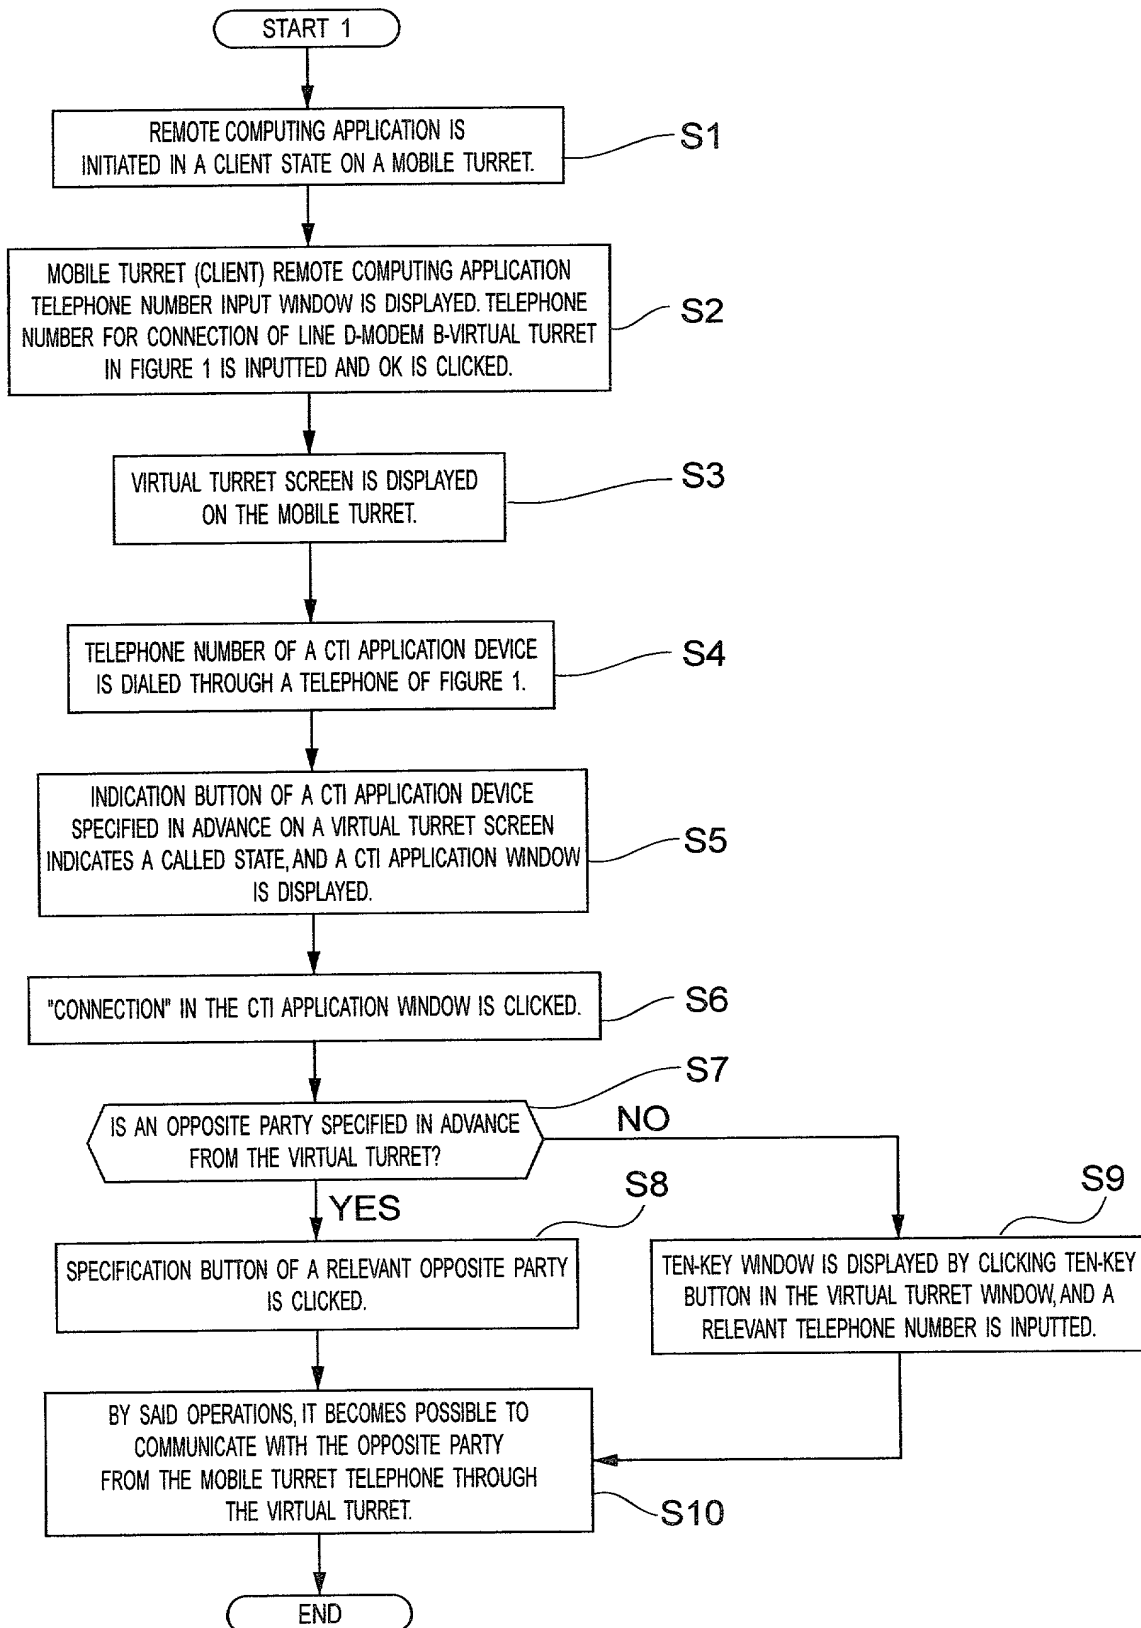 START 1
REMOTE COMPUTING APPLICATION IS
INITIATED IN A CLIENT STATE ON A MOBILE TURRET.
S1
MOBILE TURRET (CLIENT) REMOTE COMPUTING APPLICATION
TELEPHONE NUMBER INPUT WINDOW IS DISPLAYED. TELEPHONE
NUMBER FOR CONNECTION OF LINE D-MODEM B-VIRTUAL TURRET
IN FIGURE 1 IS INPUTTED AND OK IS CLICKED.
S2
VIRTUAL TURRET SCREEN IS DISPLAYED
ON THE MOBILE TURRET.
S3
TELEPHONE NUMBER OF A CTI APPLICATION DEVICE
IS DIALED THROUGH A TELEPHONE OF FIGURE 1.
S4
INDICATION BUTTON OF A CTI APPLICATION DEVICE
SPECIFIED IN ADVANCE ON A VIRTUAL TURRET SCREEN
INDICATES A CALLED STATE, AND A CTI APPLICATION WINDOW
IS DISPLAYED.
S5
"CONNECTION" IN THE CTI APPLICATION WINDOW IS CLICKED.
S6
IS AN OPPOSITE PARTY SPECIFIED IN ADVANCE
FROM THE VIRTUAL TURRET?
S7
NO
YES
SPECIFICATION BUTTON OF A RELEVANT OPPOSITE PARTY
IS CLICKED.
S8
TEN-KEY WINDOW IS DISPLAYED BY CLICKING TEN-KEY
BUTTON IN THE VIRTUAL TURRET WINDOW, AND A
RELEVANT TELEPHONE NUMBER IS INPUTTED.
S9
BY SAID OPERATIONS, IT BECOMES POSSIBLE TO
COMMUNICATE WITH THE OPPOSITE PARTY
FROM THE MOBILE TURRET TELEPHONE THROUGH
THE VIRTUAL TURRET.
S10
END